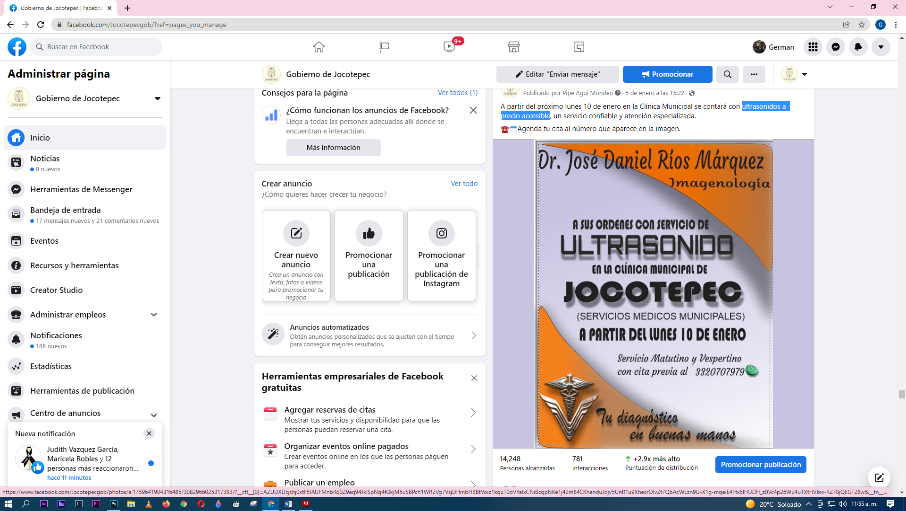 Gobierno de Jocotepec | Facebook
facebook.com/Jocotepecgob/?ref=pages_you_manage
Buscar en Facebook
9+
German
Administrar página
Gobierno de Jocotepec
Inicio
Noticias
8 nuevos
Herramientas de Messenger
Bandeja de entrada
17 mensajes nuevos y 21 comentarios nuevos
Eventos
Recursos y herramientas
Creator Studio
Administrar empleos
Notificaciones
186 nuevos
Estadísticas
Herramientas de publicación
Centro de anuncios
Nueva notificación
Judith Vazquez Garcia,
Maricela Robles y 12
personas más reaccionaron...
hace 11 minutos
Gobierno de Jocotepec
Editar "Enviar mensaje"
Promocionar
Consejos para la página
Ver todos (1)
¿Cómo funcionan los anuncios de Facebook?
Llega a todas las personas adecuadas allí donde se
encuentran e interactúan.
Más información
Crear anuncio
Ver todo
¿Cómo quieres hacer crecer tu negocio?
Crear nuevo
anuncio
Crea un anuncio con
texto, fotos o videos
para promocionar tu
negocio
Promocionar
una
publicación
Promocionar
una
publicación de
Instagram
Anuncios automatizados
Obtén anuncios personalizados que se ajustan con el tiempo
para conseguir mejores resultados.
Herramientas empresariales de Facebook
gratuitas
Agregar reservas de citas
Mostrar tus servicios y disponibilidad para que las
personas puedan reservar una cita.
Organizar eventos online pagados
Crear eventos online en los que las personas paguen
para acceder.
Publicar un empleo
Publicado por Pipe Aqui Mondeo · 5 de enero a las 15:22 ·
A partir del próximo lunes 10 de enero en la Clínica Municipal se contará con ultrasonidos a
precio accesible, un servicio confiable y atención especializada.
Agenda tu cita al número que aparece en la imagen.
Dr. José Daniel Ríos Márquez
Imagenología
A SUS ORDENES CON SERVICIO DE
ULTRASONIDO
EN LA CLÍNICA MUNICIPAL DE
JOCOTEPEC
(SERVICIOS MEDICOS MUNICIPALES)
A PARTIR DEL LUNES 10 DE ENERO
Servicio Matutino y Vespertino
con cita previa al 3320707979
Tu diagnóstico
en buenas manos
14,248
Personas alcanzadas
781
Interacciones
+2.9x más alto
Puntuación de distribución
Promocionar publicación
20°C Soleado
11:55 a. m.